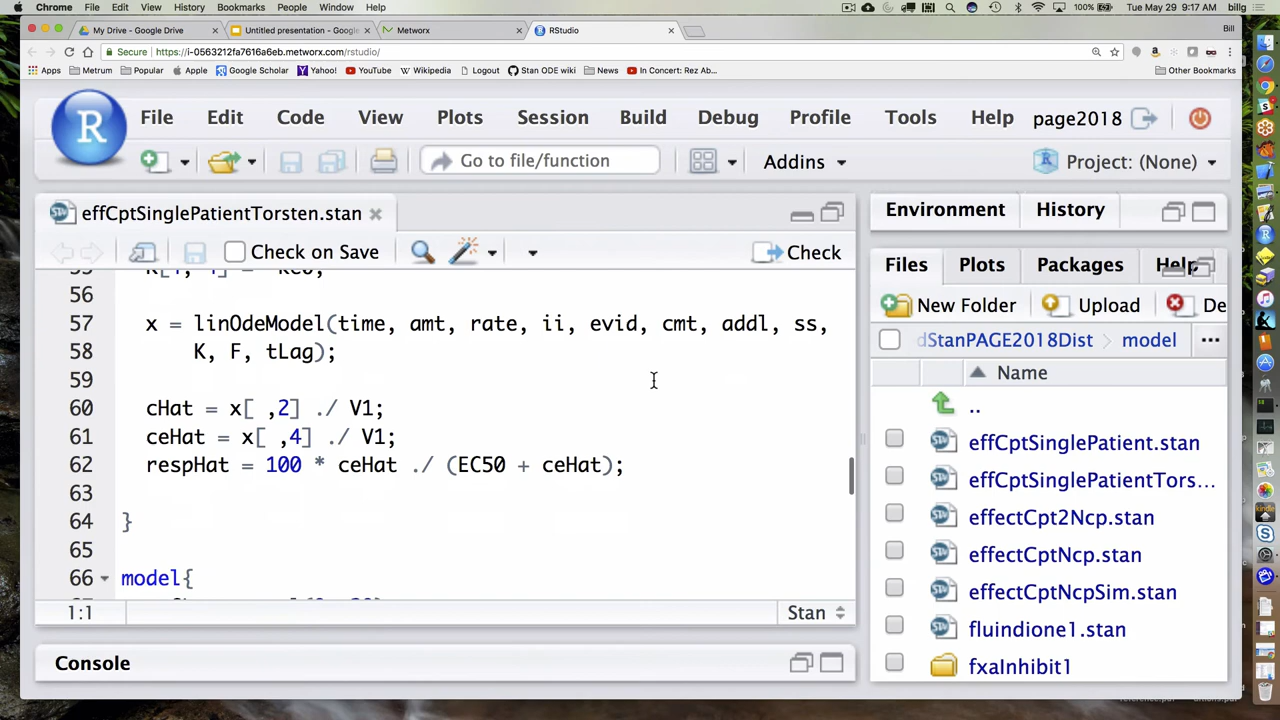 Chrome File Edit View History Bookmarks People Window Help
100% Tue May 29 9:17 AM billg
My Drive - Google Drive × Untitled presentation - Google × Metworx × RStudio × Bill
Secure https://i-0563212fa7616a6eb.metworx.com/rstudio/
Apps Metrum Popular Apple Google Scholar Yahoo! YouTube Wikipedia Logout Stan ODE wiki News In Concert: Rez Ab... Other Bookmarks
R File Edit Code View Plots Session Build Debug Profile Tools Help page2018
Go to file/function Addins Project: (None)
effCptSinglePatientTorsten.stan
Check on Save Check
56
57 x = linOdeModel(time, amt, rate, ii, evid, cmt, addl, ss,
58 K, F, tLag);
59
60 cHat = x[ ,2] ./ V1;
61 ceHat = x[ ,4] ./ V1;
62 respHat = 100 * ceHat ./ (EC50 + ceHat);
63
64 }
65
66 model{
1:1 Stan
Console
Environment History
Files Plots Packages Help
New Folder Upload De
dStanPAGE2018Dist model ...
Name
..
effCptSinglePatient.stan
effCptSinglePatientTors...
effectCpt2Ncp.stan
effectCptNcp.stan
effectCptNcpSim.stan
fluindione1.stan
fxaInhibit1